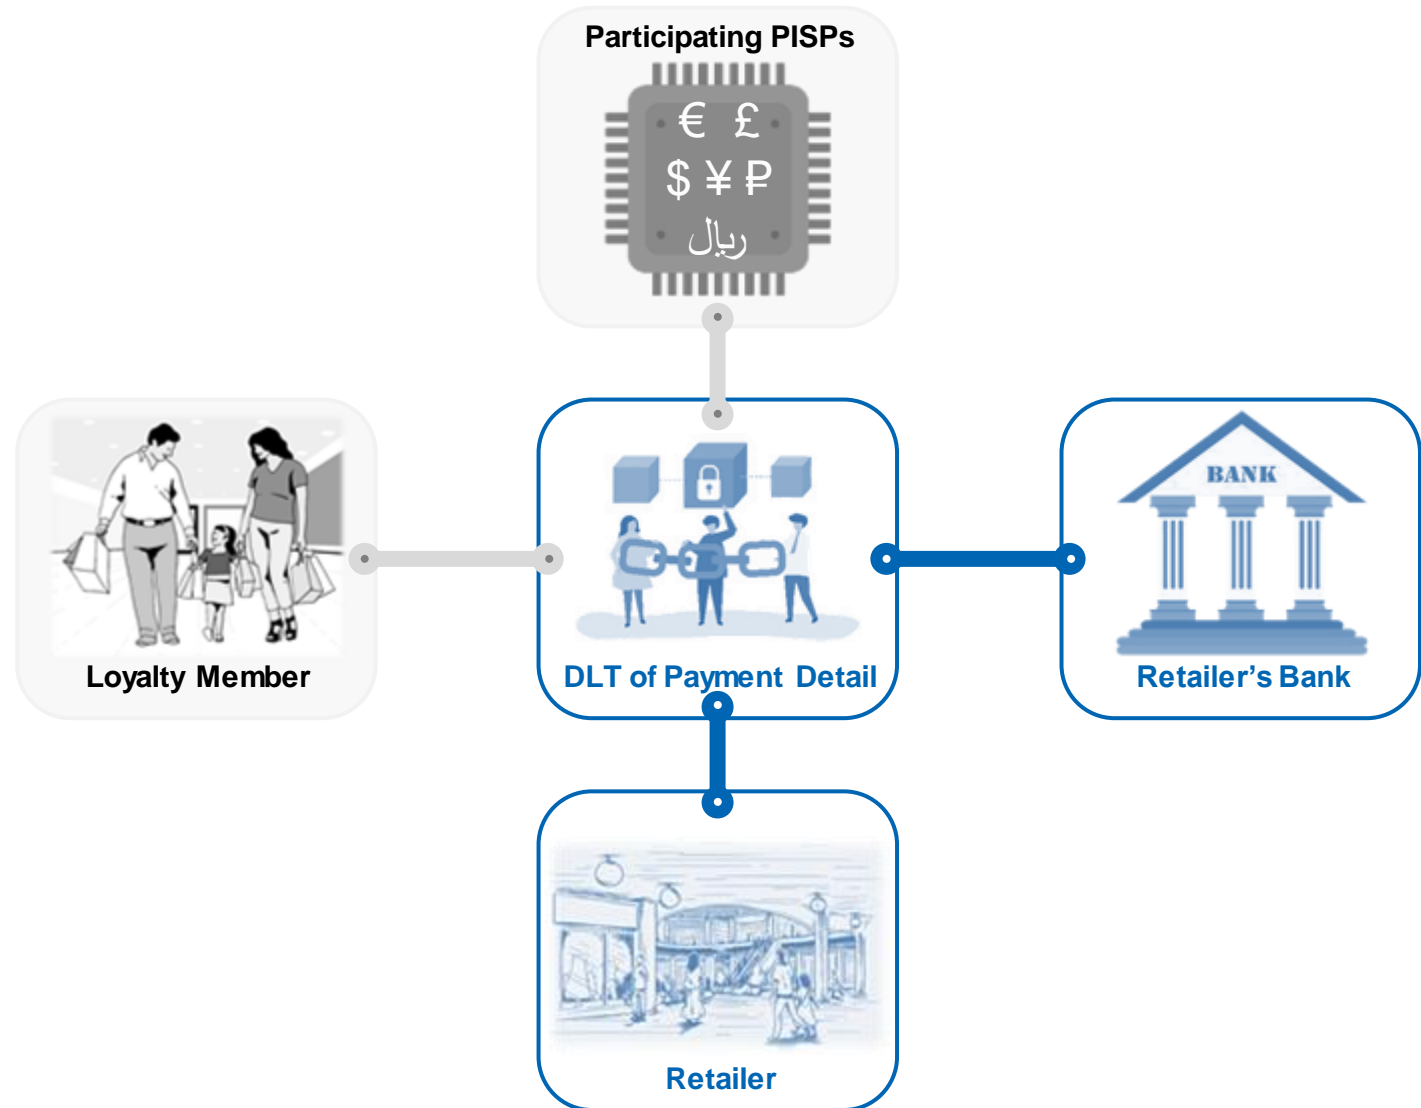 Participating PISPs
€ £
$ ¥ ₽
ريال
BANK
Loyalty Member
DLT of Payment Detail
Retailer’s Bank
Retailer